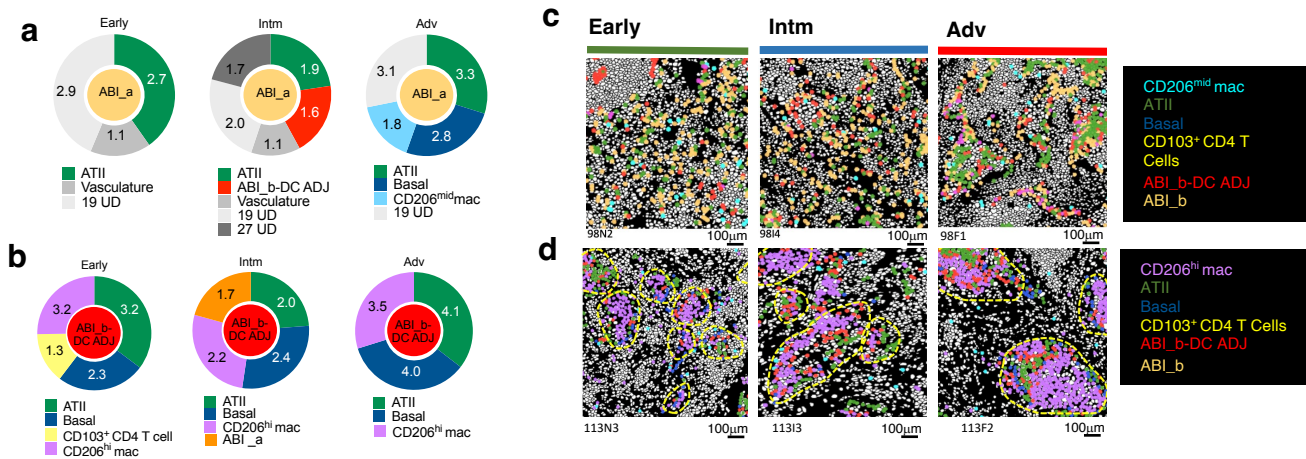 a
Early
2.7
1.1
2.9
ABI_a
ATII
Vasculature
19 UD
Intm
1.9
1.6
1.1
2.0
1.7
ABI_a
ATII
ABI_b-DC ADJ
Vasculature
19 UD
27 UD
Adv
3.3
2.8
1.8
3.1
ABI_a
ATII
Basal
CD206mid mac
19 UD
b
Early
3.2
2.3
1.3
3.2
ABI_b-
DC ADJ
ATII
Basal
CD103+ CD4 T cell
CD206hi mac
Intm
2.0
2.4
2.2
1.7
ABI_b-
DC ADJ
ATII
Basal
CD206hi mac
ABI _a
Adv
4.1
4.0
3.5
ABI_b-
DC ADJ
ATII
Basal
CD206hi mac
c
Early
Intm
Adv
98N2
100μm
98I4
100μm
98F1
100μm
CD206mid mac
ATII
Basal
CD103+ CD4 T
Cells
ABI_b-DC ADJ
ABI_b
d
113N3
100μm
113I3
100μm
113F2
100μm
CD206hi mac
ATII
Basal
CD103+ CD4 T Cells
ABI_b-DC ADJ
ABI_b